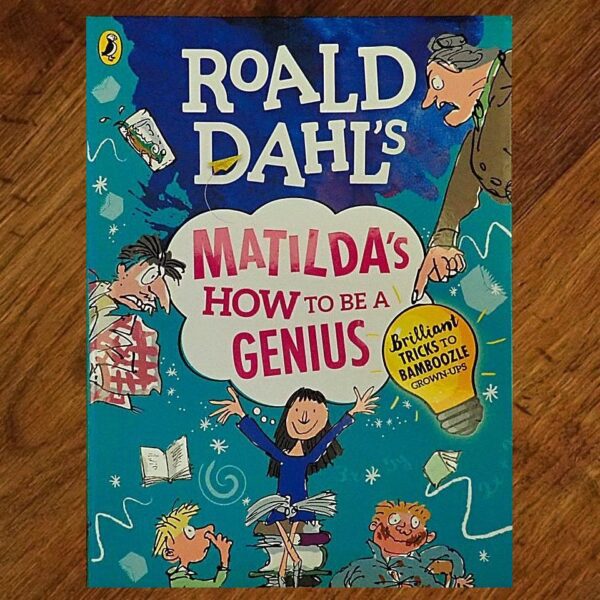 ROALD
DAHL'S
MATILDA'S
HOW TO BE A
GENIUS
Brilliant
TRICKS TO
BAMBOOZLE
GROWN-UPS